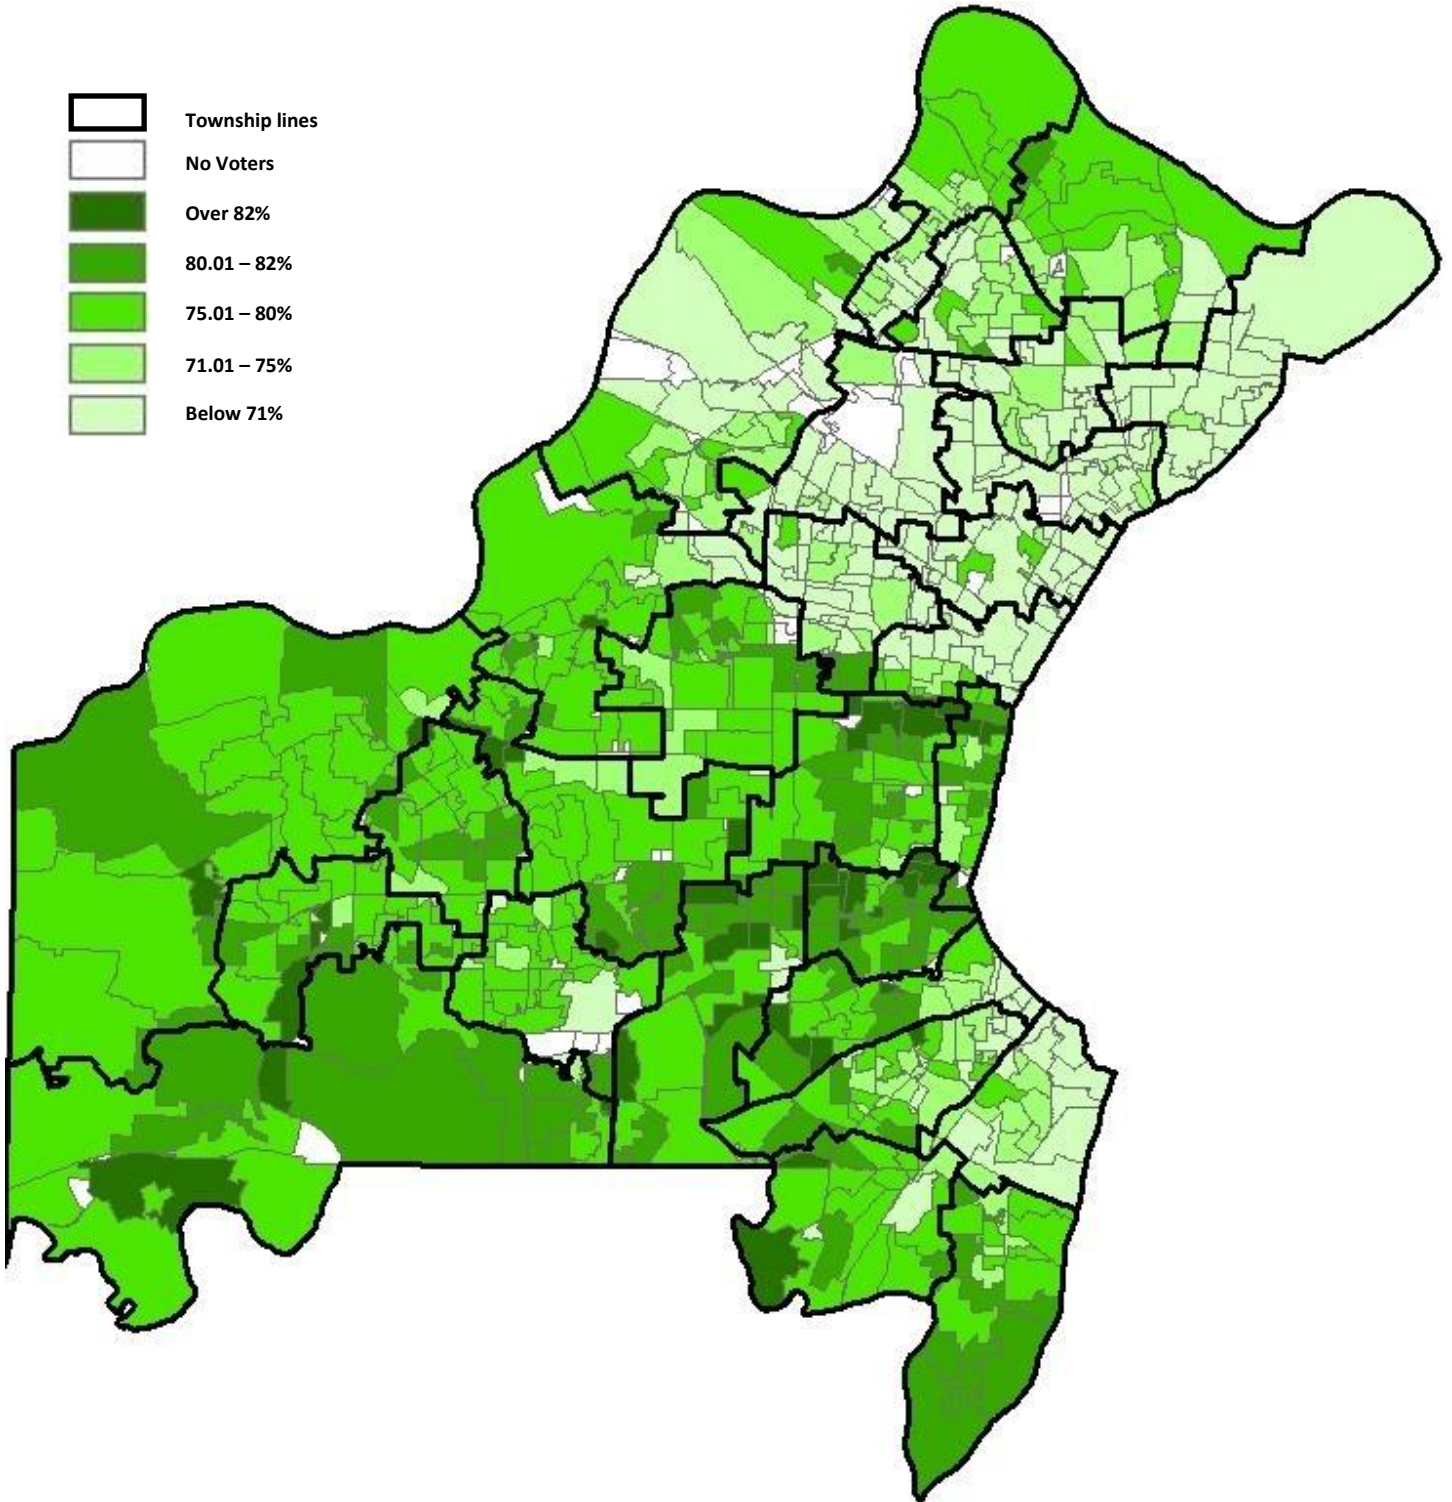 Township lines
No Voters
Over 82%
80.01 – 82%
75.01 – 80%
71.01 – 75%
Below 71%